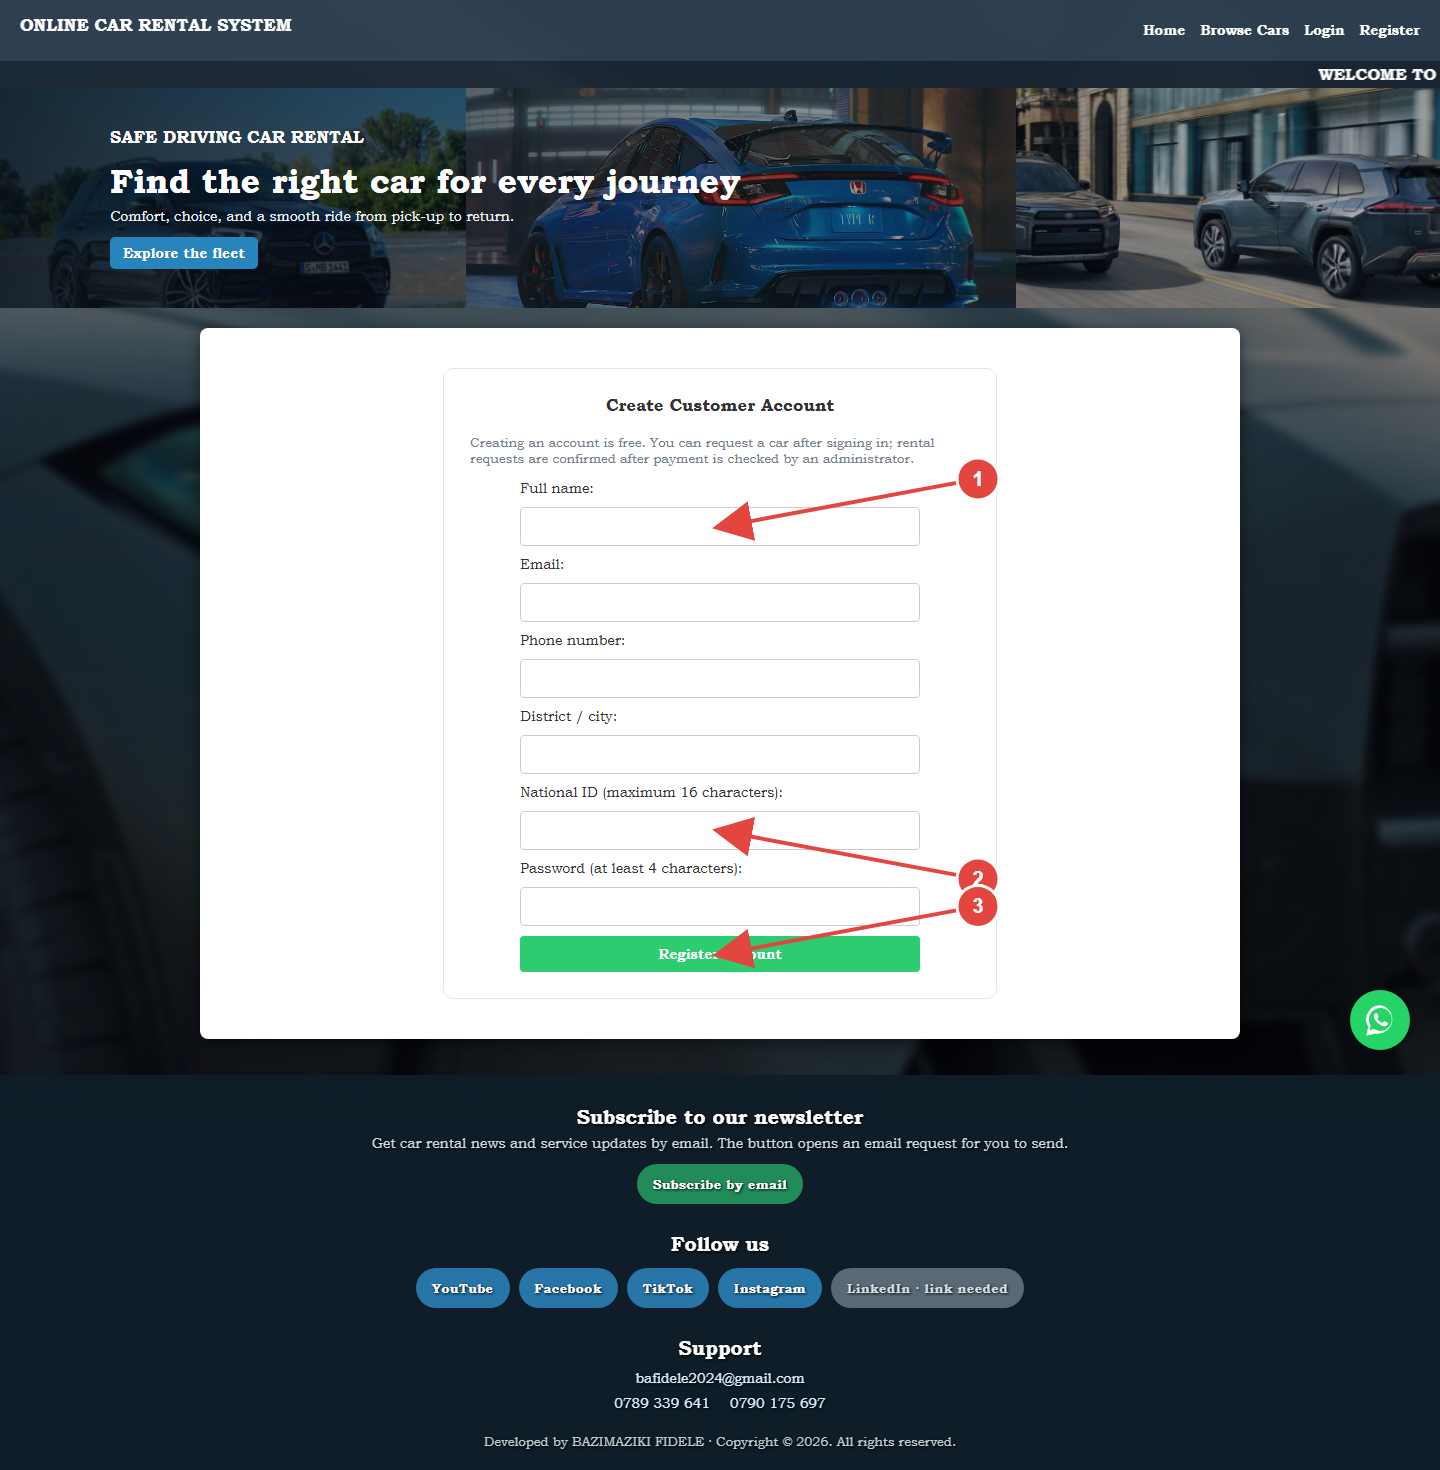 ONLINE CAR RENTAL SYSTEM
Home Browse Cars Login Register
WELCOME TO
SAFE DRIVING CAR RENTAL
Find the right car for every journey
Comfort, choice, and a smooth ride from pick-up to return.
Explore the fleet
Create Customer Account
Creating an account is free. You can request a car after signing in; rental
requests are confirmed after payment is checked by an administrator.
1
Full name:
Email:
Phone number:
District / city:
National ID (maximum 16 characters):
Password (at least 4 characters):
2
3
Register
Subscribe to our newsletter
Get car rental news and service updates by email. The button opens an email request for you to send.
Subscribe by email
Follow us
YouTube Facebook TikTok Instagram LinkedIn · link needed
Support
bafidele2024@gmail.com
0789 339 641 0790 175 697
Developed by BAZIMAZIKI FIDELE · Copyright © 2026. All rights reserved.